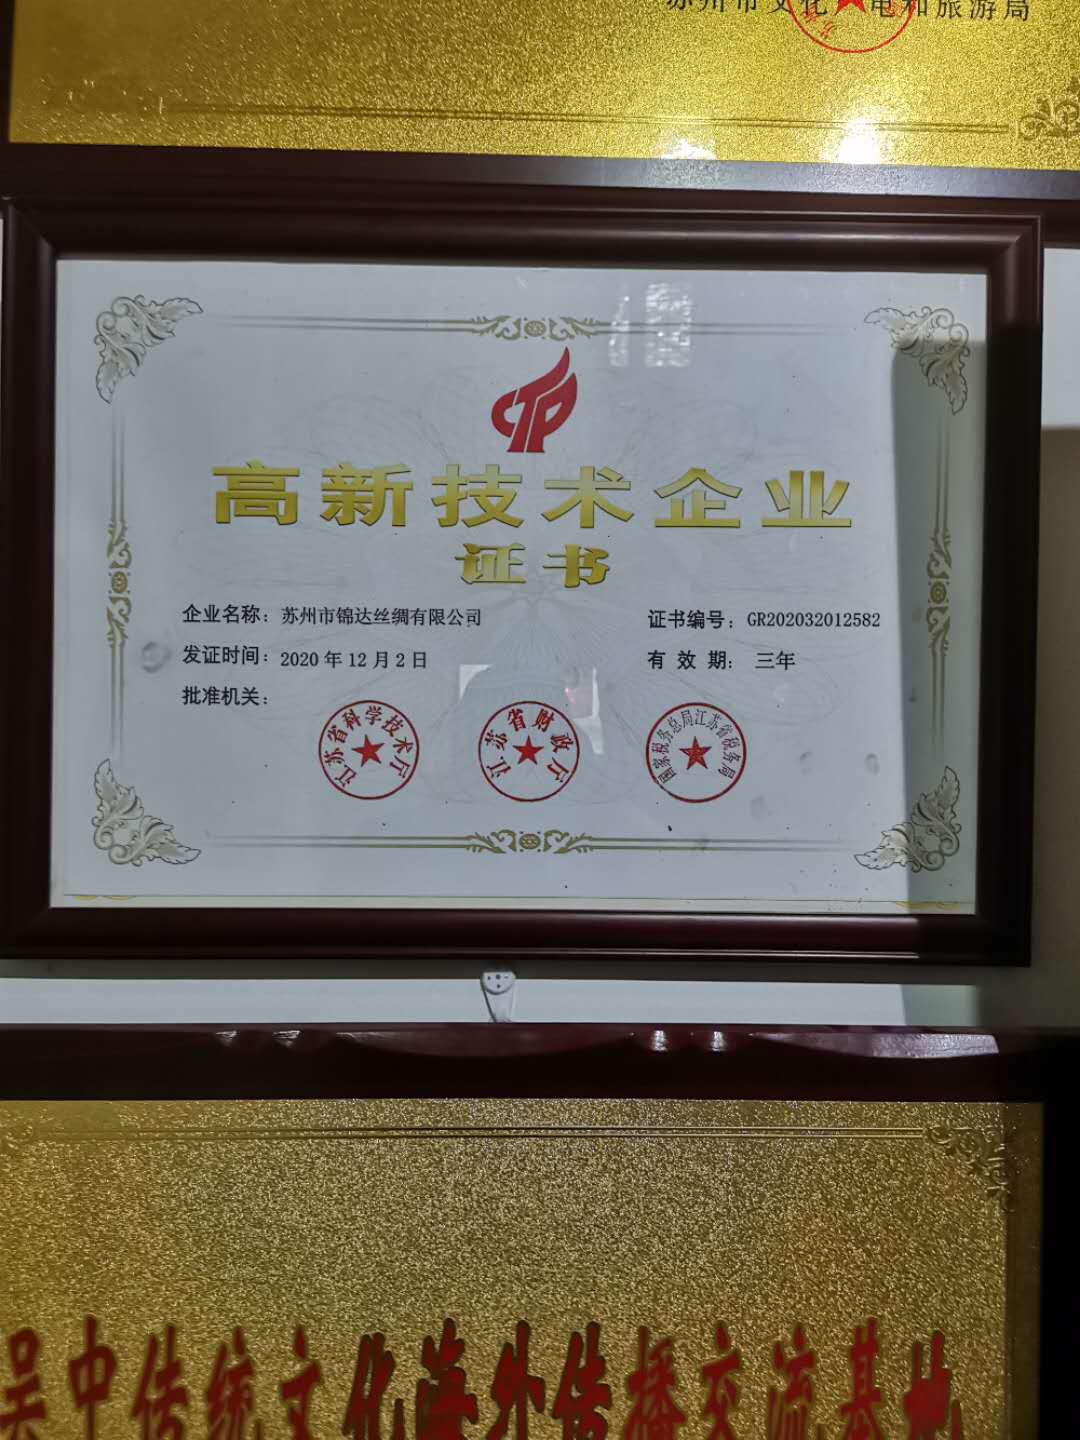 苏州市文化
电和旅游局
高新技术企业
证书
企业名称：苏州市锦达丝绸有限公司
证书编号：GR202032012582
发证时间：2020年12月2日
有效期：三年
批准机关：
江苏省科学技术厅
江苏省财政厅
国家税务总局江苏省税务局
吴中传统文化海外传播交流基地